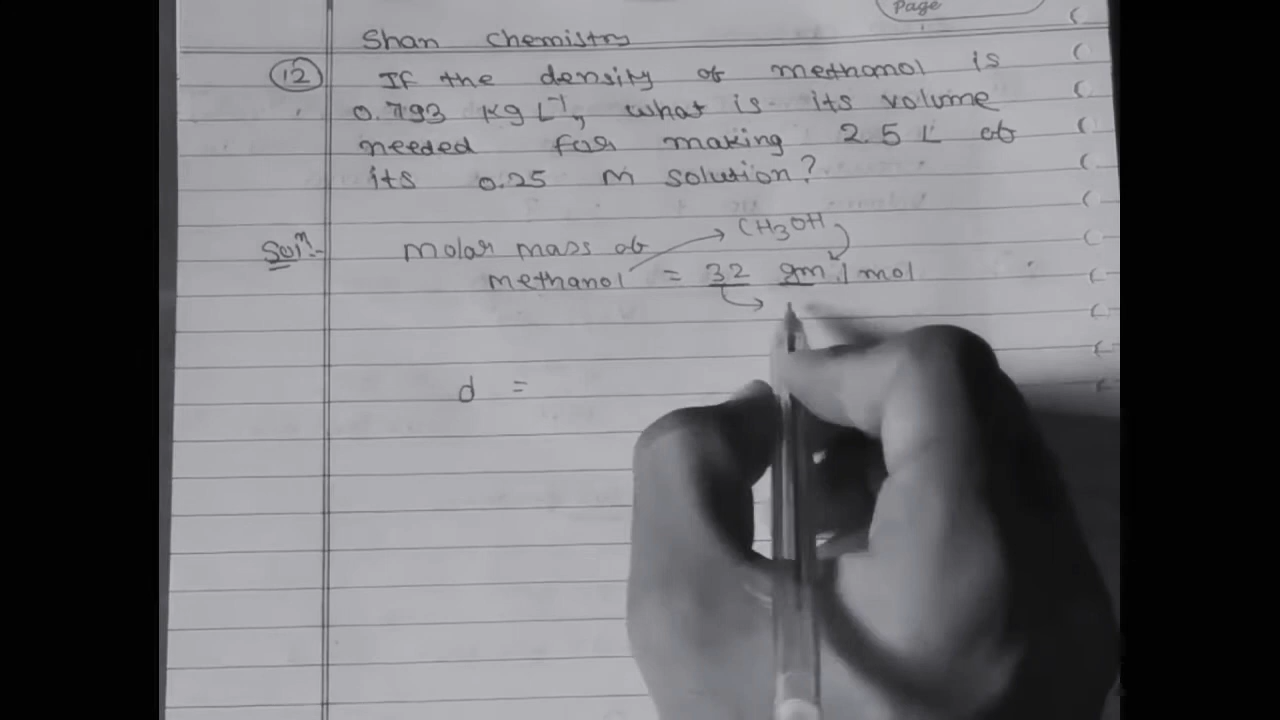 Page
Shan Chemistry
(12) If the density of methanol is
0.793 kg L⁻¹, what is its volume
needed for making 2.5 L of
its 0.25 M solution?
Solⁿ:- Molar mass of CH3OH
methanol = 32 gm / mol
d =